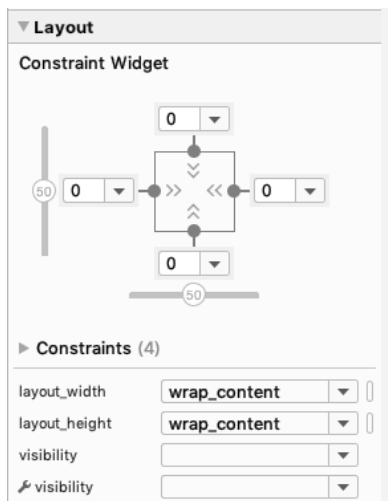 Layout
Constraint Widget
0
50
0
0
0
50
Constraints (4)
layout_width wrap_content
layout_height wrap_content
visibility
visibility